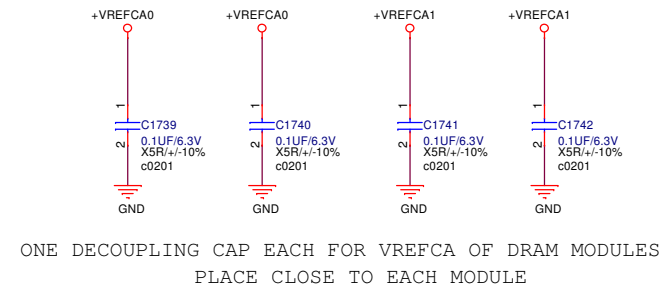 +VREFCA0 +VREFCA0 +VREFCA1 +VREFCA1
1 1 1 1
C1739 C1740 C1741 C1742
2 2 2 2
0.1UF/6.3V 0.1UF/6.3V 0.1UF/6.3V 0.1UF/6.3V
X5R/+/-10% X5R/+/-10% X5R/+/-10% X5R/+/-10%
c0201 c0201 c0201 c0201
GND GND GND GND
ONE DECOUPLING CAP EACH FOR VREFCA OF DRAM MODULES
PLACE CLOSE TO EACH MODULE